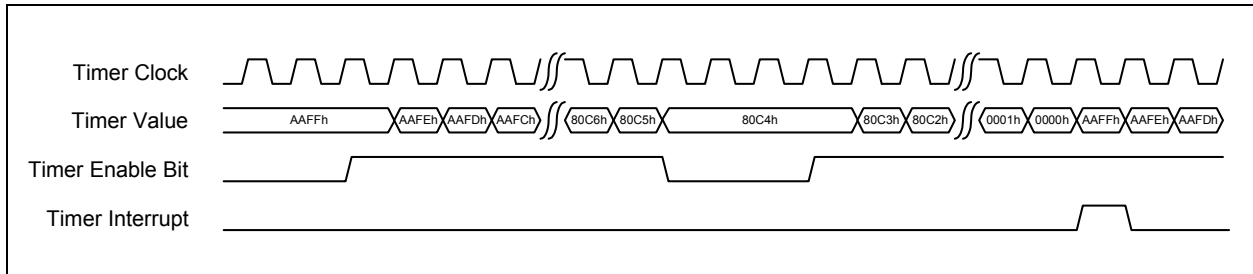 Timer Clock
Timer Value AAFFh AAFEh AAFDh AAFCh 80C6h 80C5h 80C4h 80C3h 80C2h 0001h 0000h AAFFh AAFEh AAFDh
Timer Enable Bit
Timer Interrupt